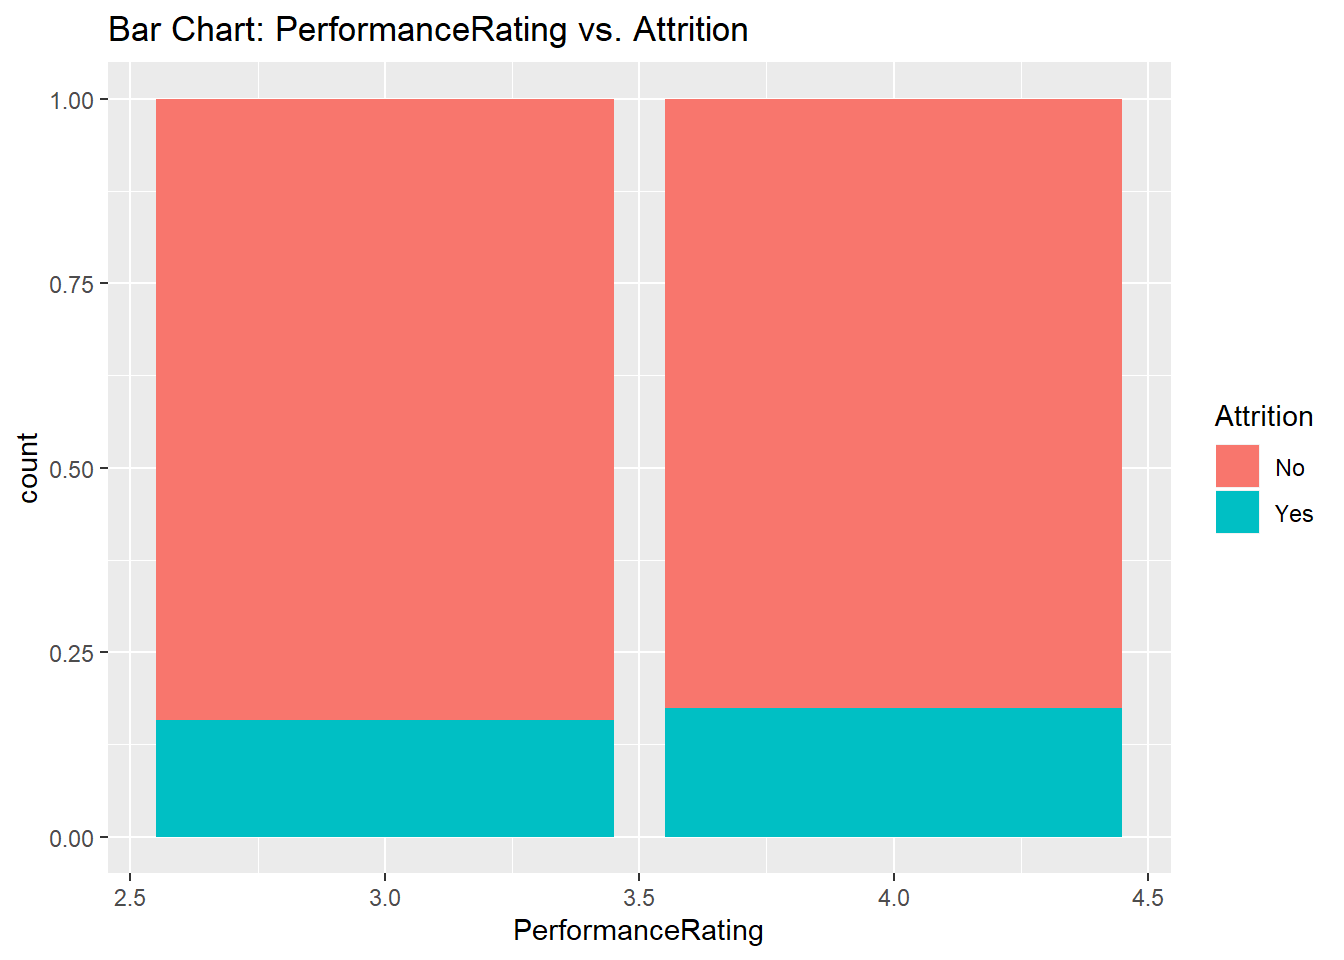 Bar Chart: PerformanceRating vs. Attrition
1.00
0.75
0.50
0.25
0.00
count
2.5 3.0 3.5 4.0 4.5
PerformanceRating
Attrition
No
Yes